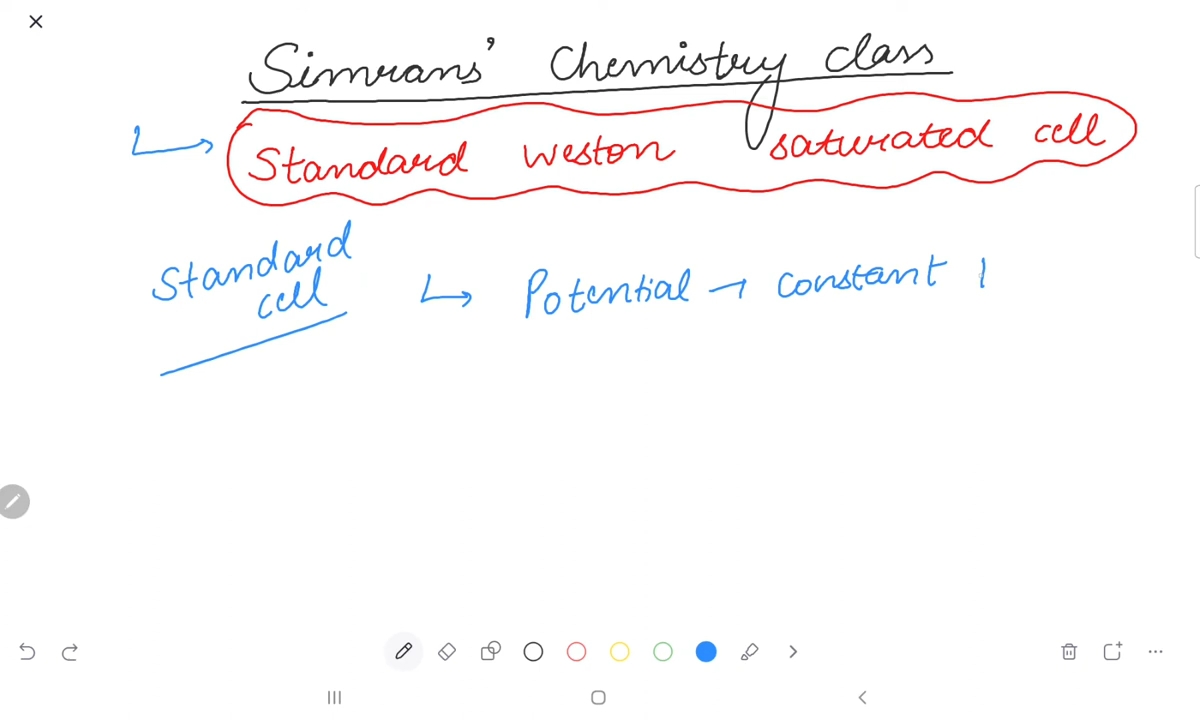 Simrans' Chemistry class
Standard weston saturated cell
Standard
cell
Potential → constant